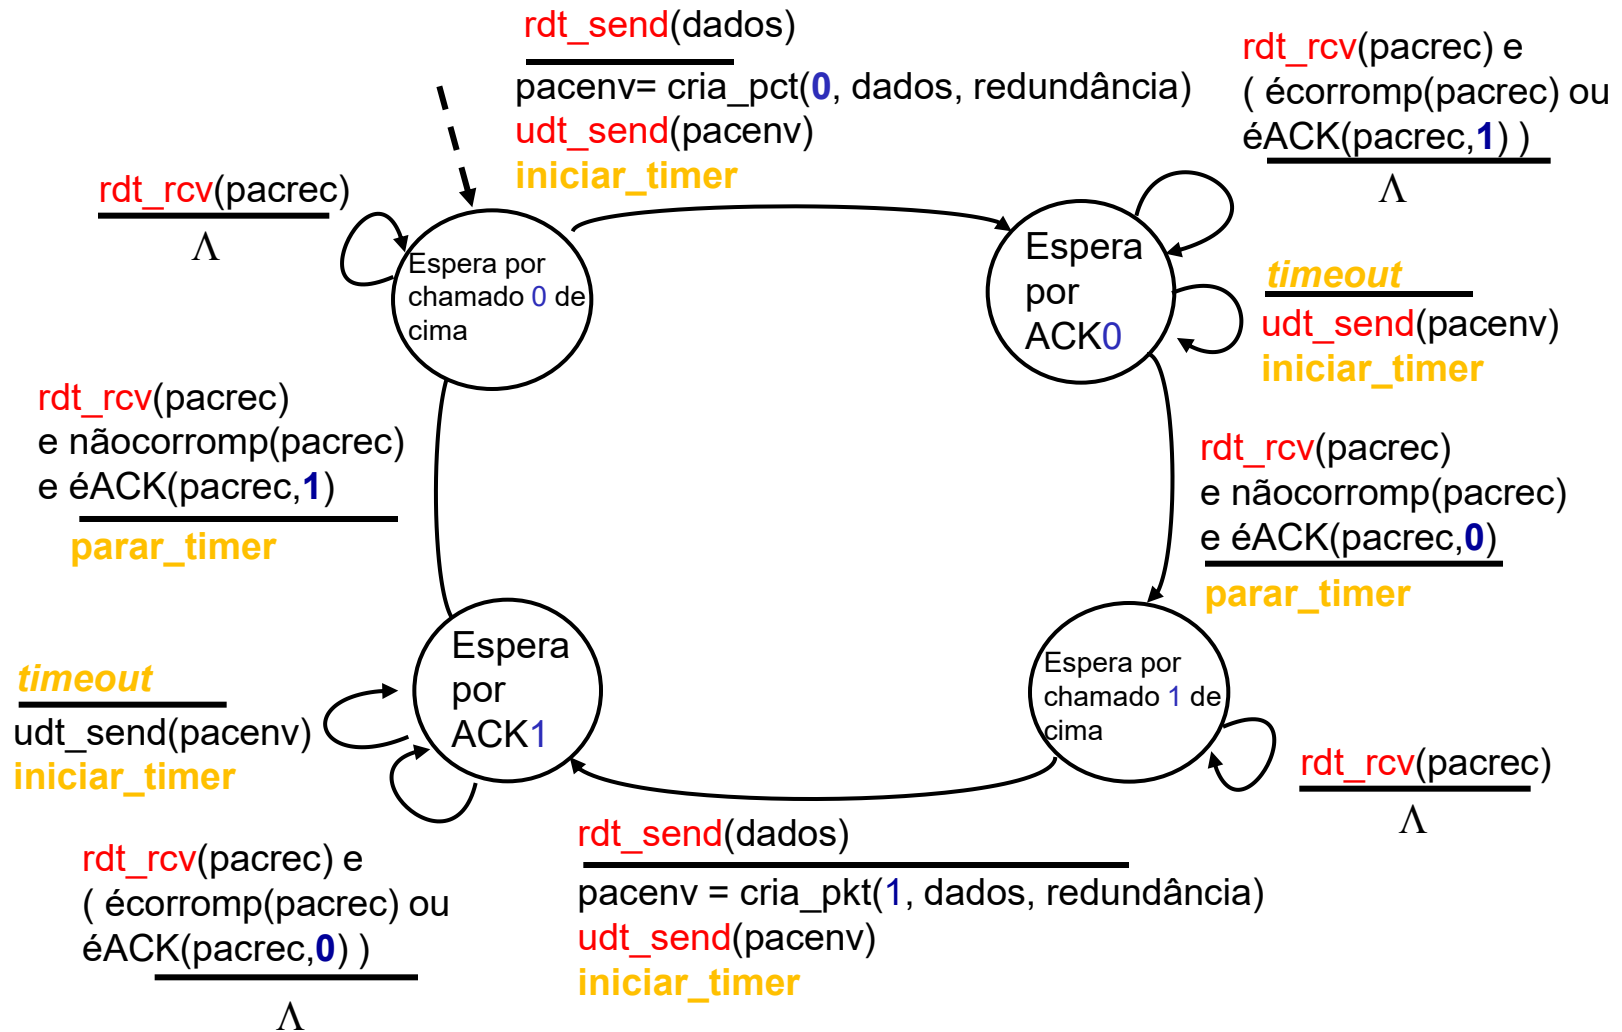 rdt_send(dados)
pacenv= cria_pct(0, dados, redundância)
udt_send(pacenv)
iniciar_timer
rdt_rcv(pacrec) e
( écorromp(pacrec) ou
éACK(pacrec,1) )
Λ
rdt_rcv(pacrec)
Λ
Espera por
chamado 0 de
cima
Espera
por
ACK0
timeout
udt_send(pacenv)
iniciar_timer
rdt_rcv(pacrec)
e nãocorromp(pacrec)
e éACK(pacrec,1)
parar_timer
rdt_rcv(pacrec)
e nãocorromp(pacrec)
e éACK(pacrec,0)
parar_timer
Espera
por
ACK1
Espera por
chamado 1 de
cima
timeout
udt_send(pacenv)
iniciar_timer
rdt_rcv(pacrec)
Λ
rdt_rcv(pacrec) e
( écorromp(pacrec) ou
éACK(pacrec,0) )
Λ
rdt_send(dados)
pacenv = cria_pkt(1, dados, redundância)
udt_send(pacenv)
iniciar_timer